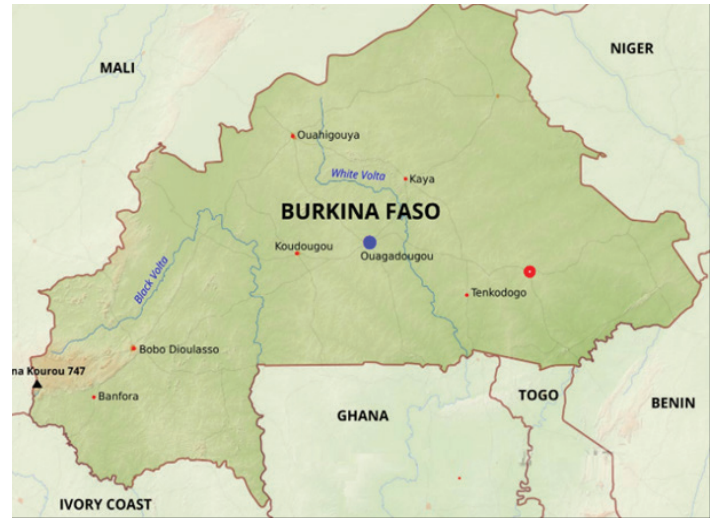 NIGER
MALI
Ouahigouya
White Volta
Kaya
BURKINA FASO
Koudougou
Ouagadougou
Black Volta
Tenkodogo
Bobo Dioulasso
na Kourou 747
Banfora
TOGO
BENIN
GHANA
IVORY COAST